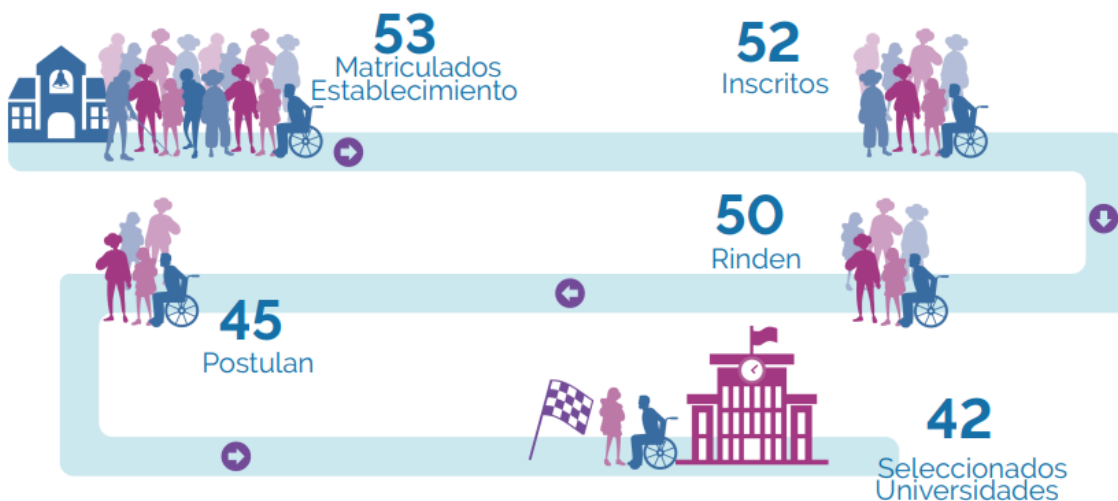 53
Matriculados
Establecimiento
52
Inscritos
50
Rinden
45
Postulan
42
Seleccionados
Universidades